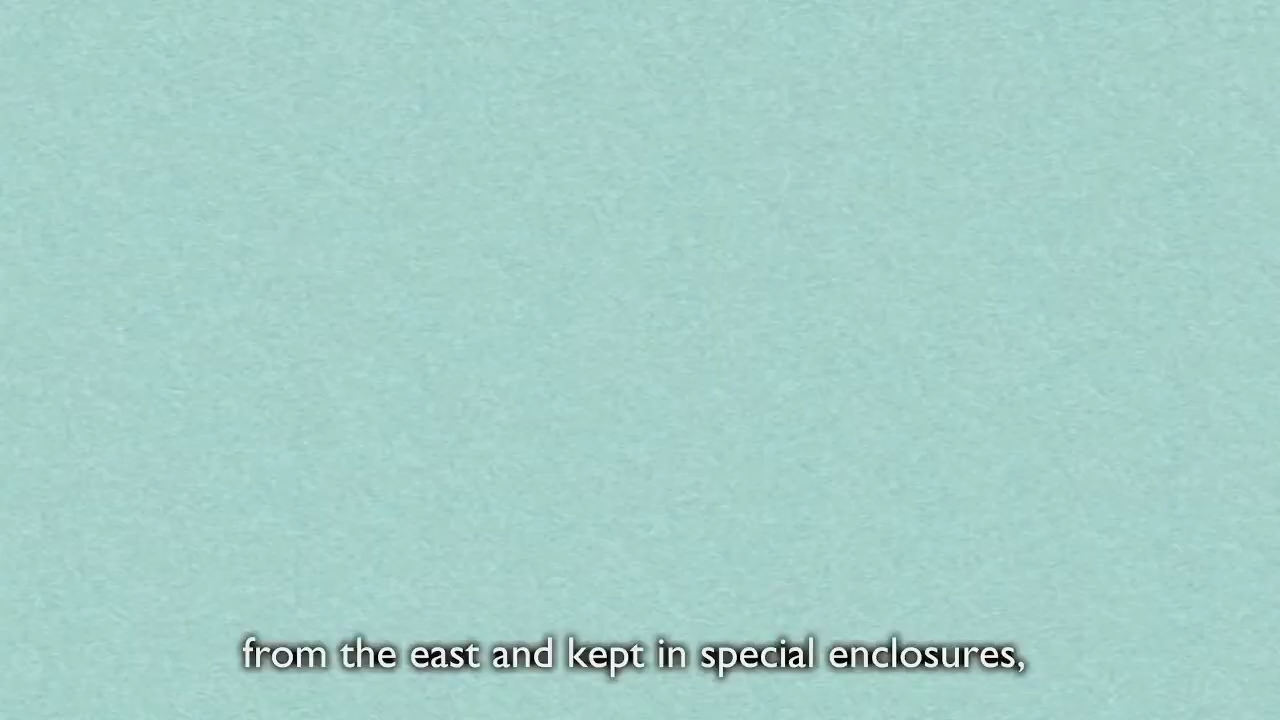 from the east and kept in special enclosures,